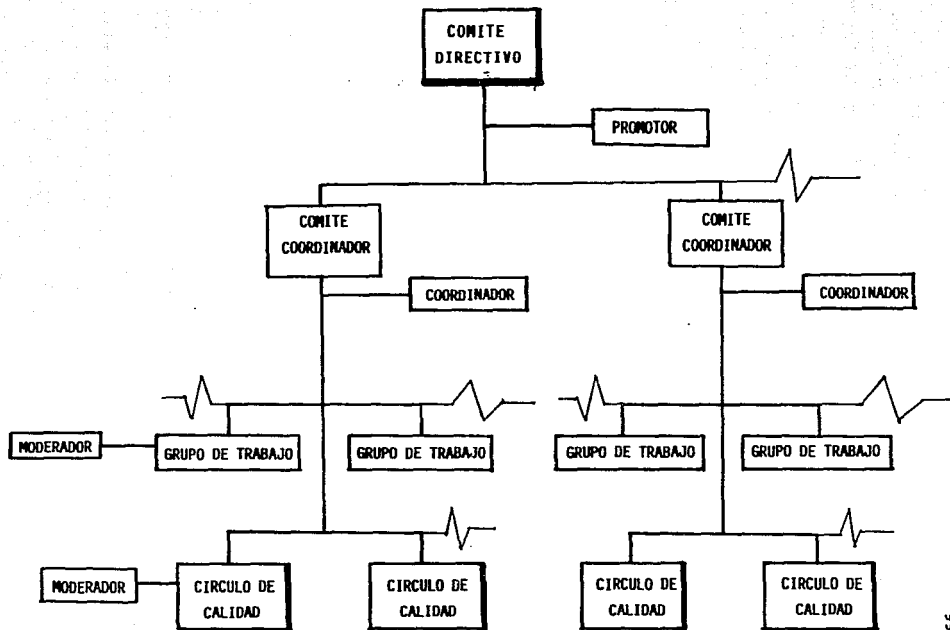 COMITE
DIRECTIVO
PROMOTOR
COMITE
COORDINADOR
COMITE
COORDINADOR
COORDINADOR
COORDINADOR
MODERADOR
GRUPO DE TRABAJO
GRUPO DE TRABAJO
GRUPO DE TRABAJO
GRUPO DE TRABAJO
MODERADOR
CIRCULO DE
CALIDAD
CIRCULO DE
CALIDAD
CIRCULO DE
CALIDAD
CIRCULO DE
CALIDAD